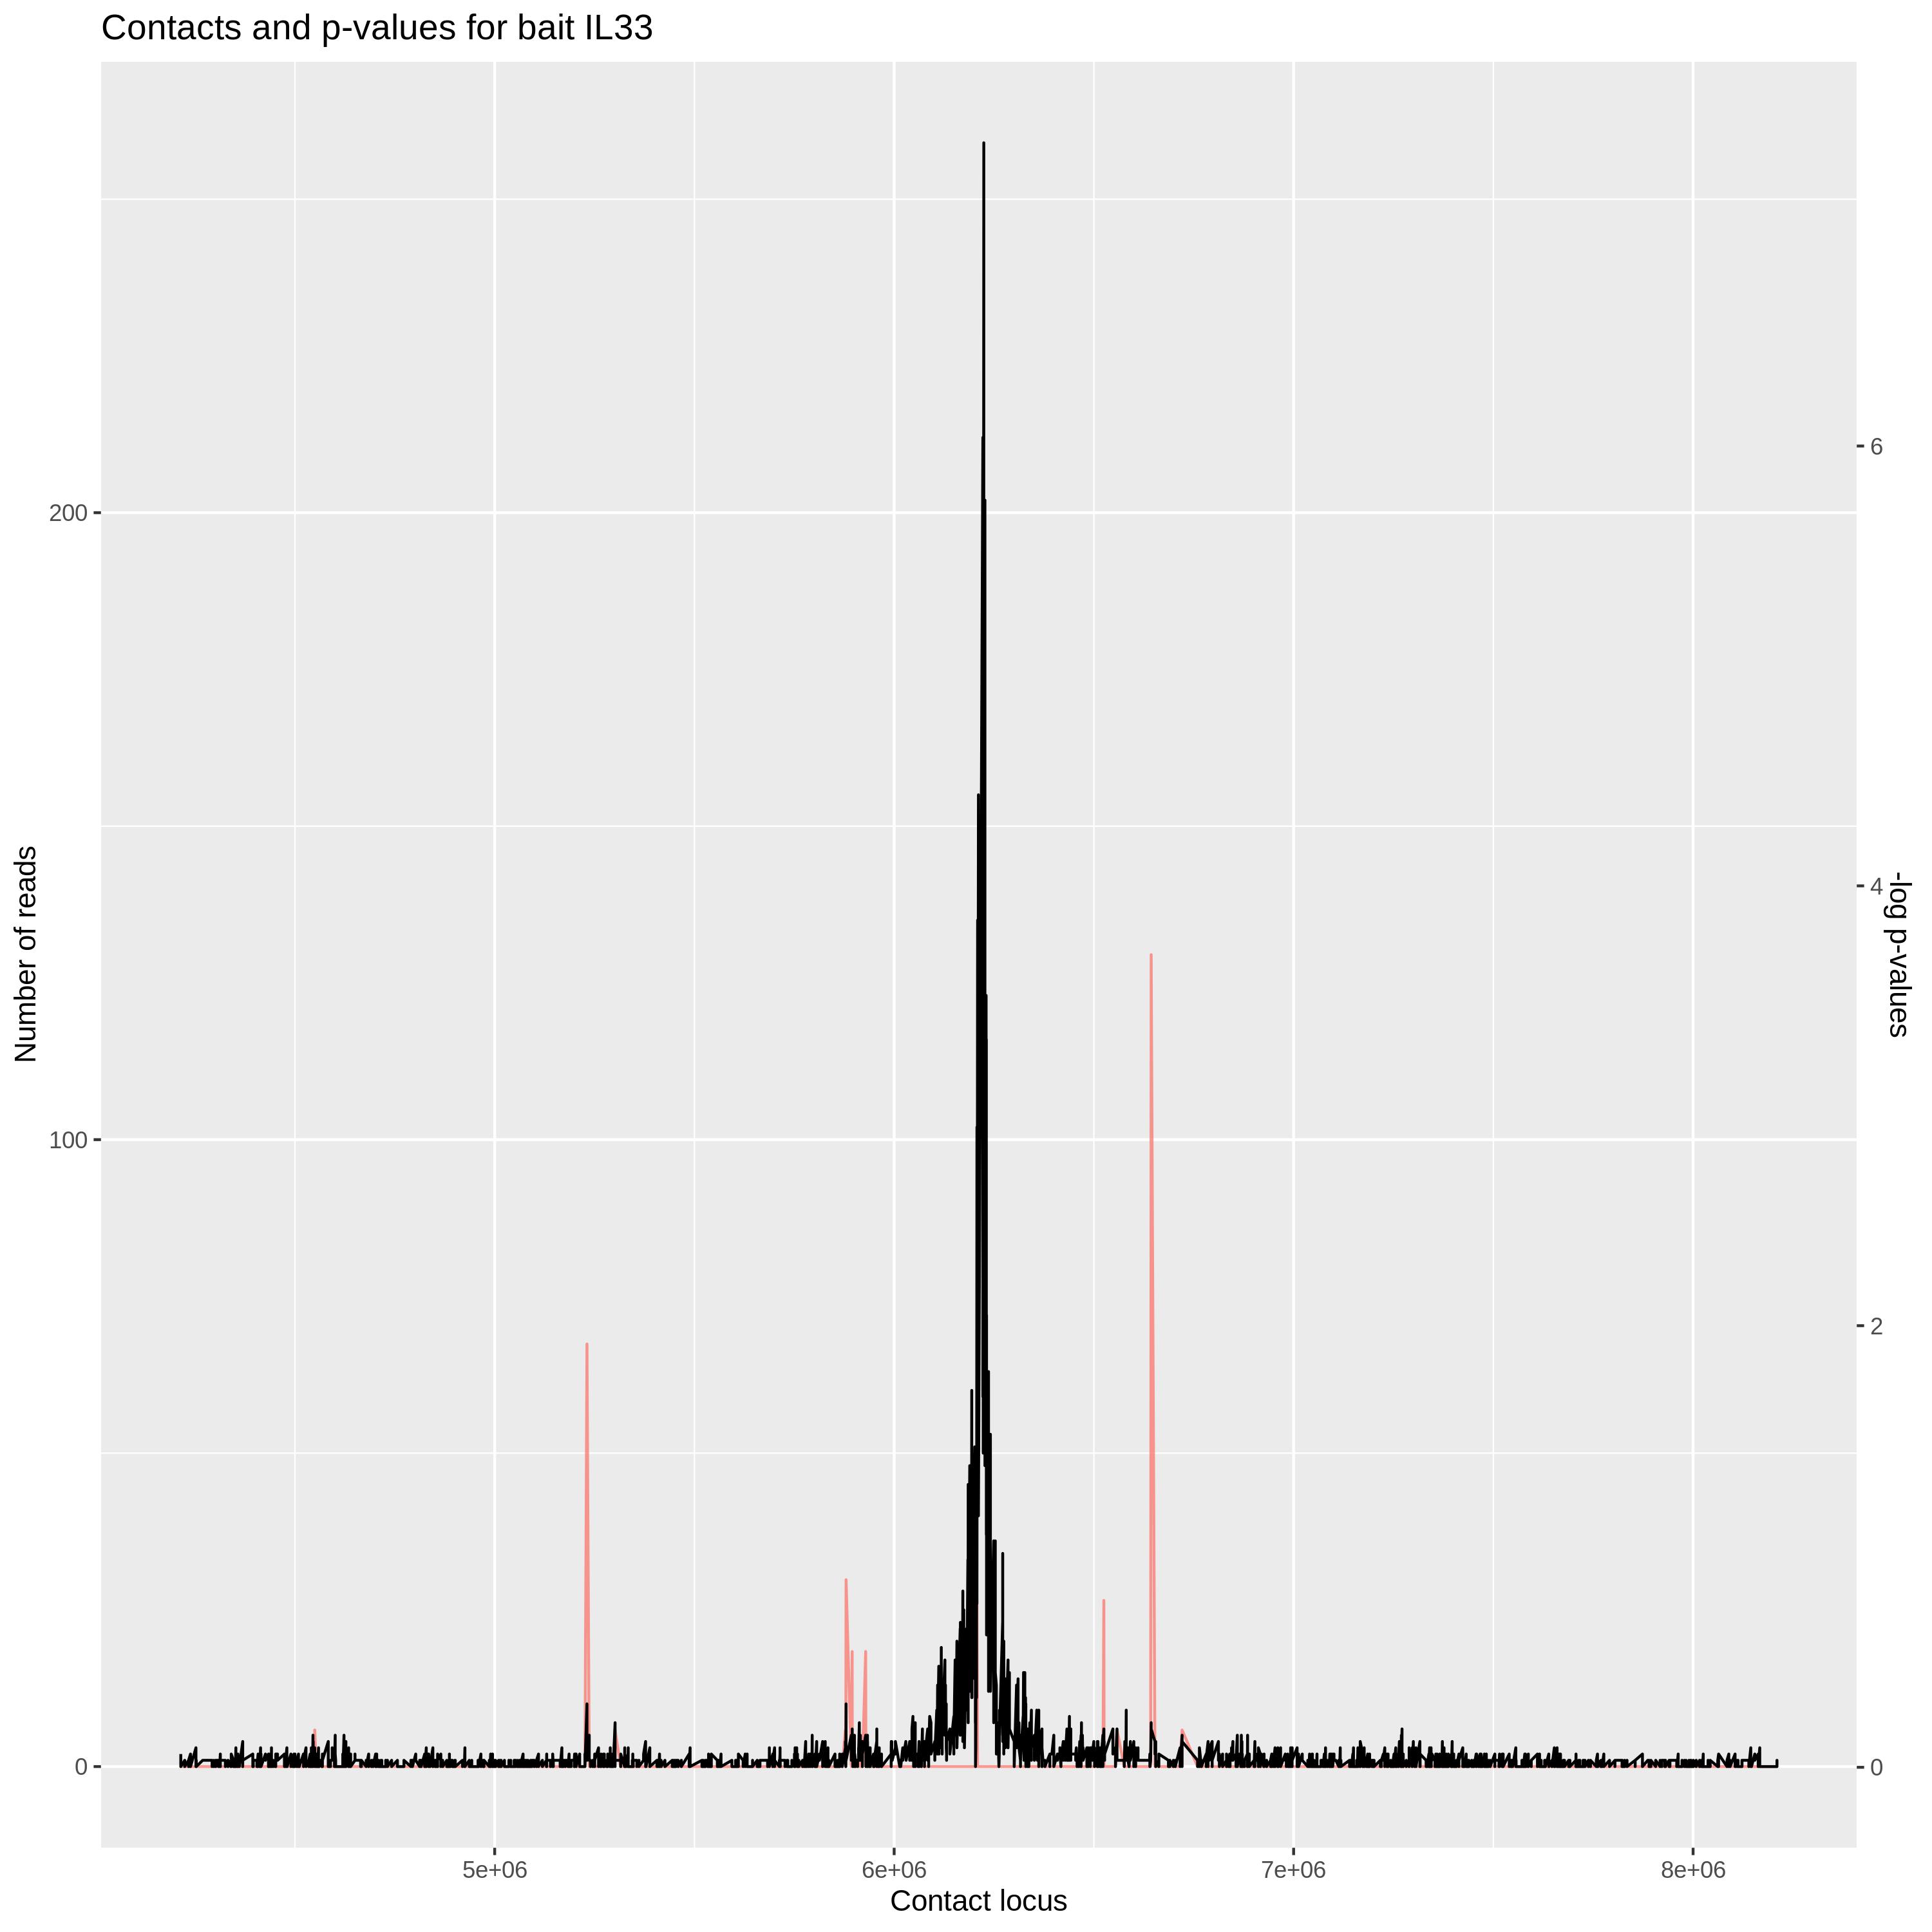 Contacts and p-values for bait IL33
Number of reads
200
100
0
6
4
2
0
-log p-values
5e+06
6e+06
7e+06
8e+06
Contact locus